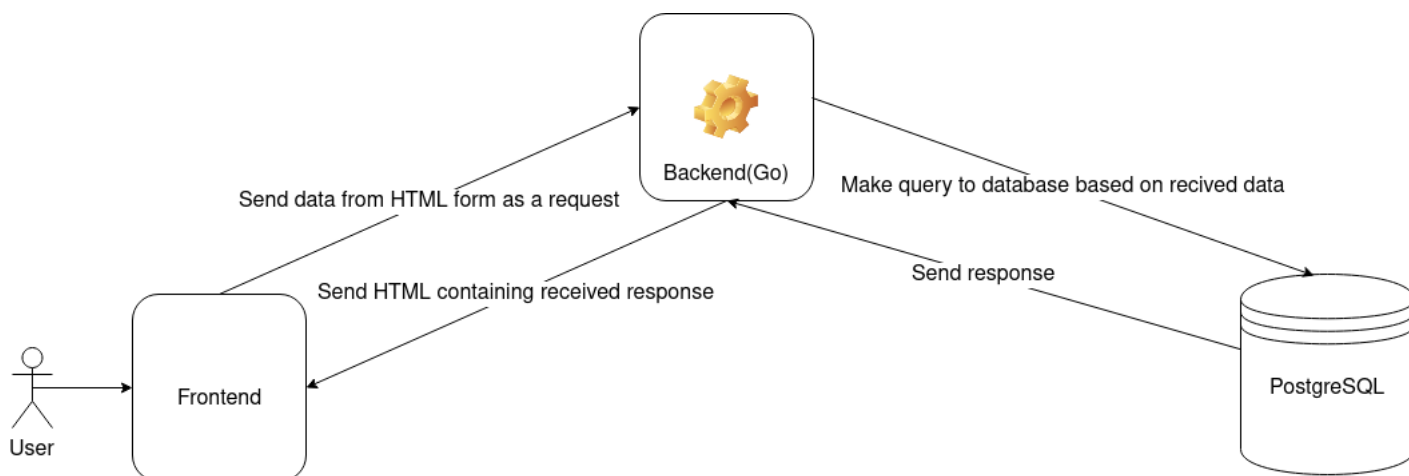 Backend(Go)
Send data from HTML form as a request
Make query to database based on recived data
Send response
Send HTML containing received response
Frontend
PostgreSQL
User